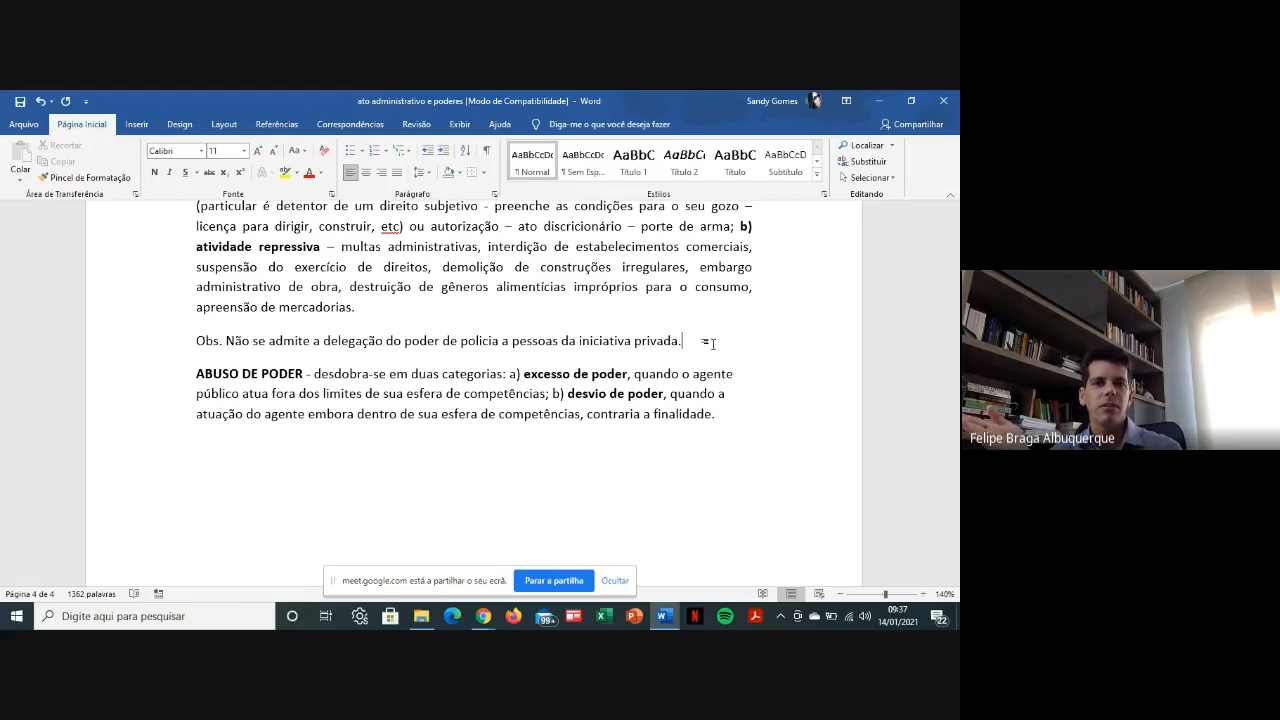 ato administrativo e poderes [Modo de Compatibilidade] - Word
Sandy Gomes
Arquivo Página Inicial Inserir Design Layout Referências Correspondências Revisão Exibir Ajuda Diga-me o que você deseja fazer Compartilhar
Colar
Recortar
Copiar
Pincel de Formatação
Área de Transferência
Calibri 11
Aa
N I S abc x₂ x² A
Fonte
Parágrafo
AaBbCcDc AaBbCcDc AaBbC AaBbC AaBbC AaBbCcD
¶ Normal ¶ Sem Esp... Título 1 Título 2 Título Subtítulo
Estilos
Localizar
Substituir
Selecionar
Editando
(particular é detentor de um direito subjetivo - preenche as condições para o seu gozo –
licença para dirigir, construir, etc) ou autorização – ato discricionário – porte de arma; b)
atividade repressiva – multas administrativas, interdição de estabelecimentos comerciais,
suspensão do exercício de direitos, demolição de construções irregulares, embargo
administrativo de obra, destruição de gêneros alimentícios impróprios para o consumo,
apreensão de mercadorias.
Obs. Não se admite a delegação do poder de policia a pessoas da iniciativa privada.
ABUSO DE PODER - desdobra-se em duas categorias: a) excesso de poder, quando o agente
público atua fora dos limites de sua esfera de competências; b) desvio de poder, quando a
atuação do agente embora dentro de sua esfera de competências, contraria a finalidade.
Felipe Braga Albuquerque
meet.google.com está a partilhar o seu ecrã. Parar a partilha Ocultar
Página 4 de 4 1362 palavras 140%
Digite aqui para pesquisar
99+
09:37
14/01/2021
22